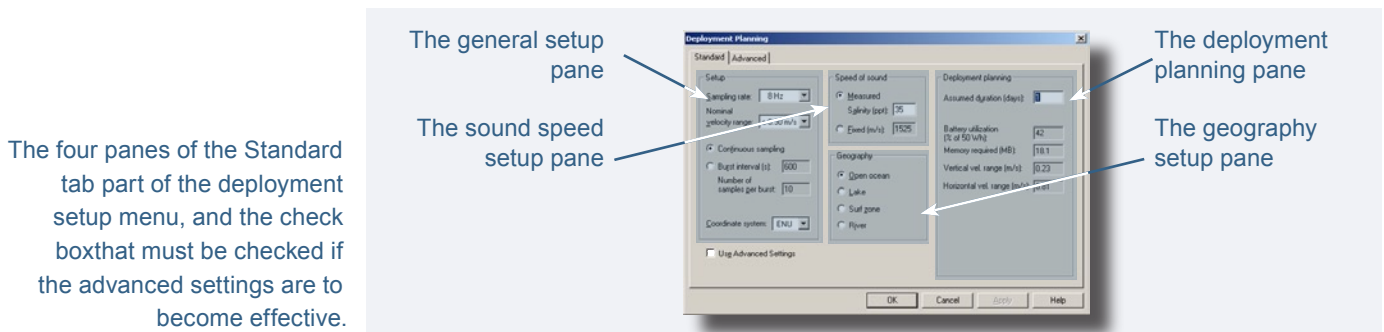 The four panes of the Standard
tab part of the deployment
setup menu, and the check
boxthat must be checked if
the advanced settings are to
become effective.
The general setup
pane
The sound speed
setup pane
The deployment
planning pane
The geography
setup pane
Deployment Planning
Standard
Advanced
Setup
Sampling rate: 8 Hz
Nominal
velocity range:
Continuous sampling
Burst interval (s): 600
Number of
samples per burst: 10
Coordinate system: ENU
Use Advanced Settings
Speed of sound
Measured
Salinity (ppt): 35
Fixed (m/s): 1525
Geography
Open ocean
Lake
Surf zone
River
Deployment planning
Assumed duration (days):
Battery utilization 42
(% of 50 Wh):
Memory required (MB): 18.1
Vertical vel. range (m/s): 0.23
Horizontal vel. range (m/s):
OK
Cancel
Apply
Help